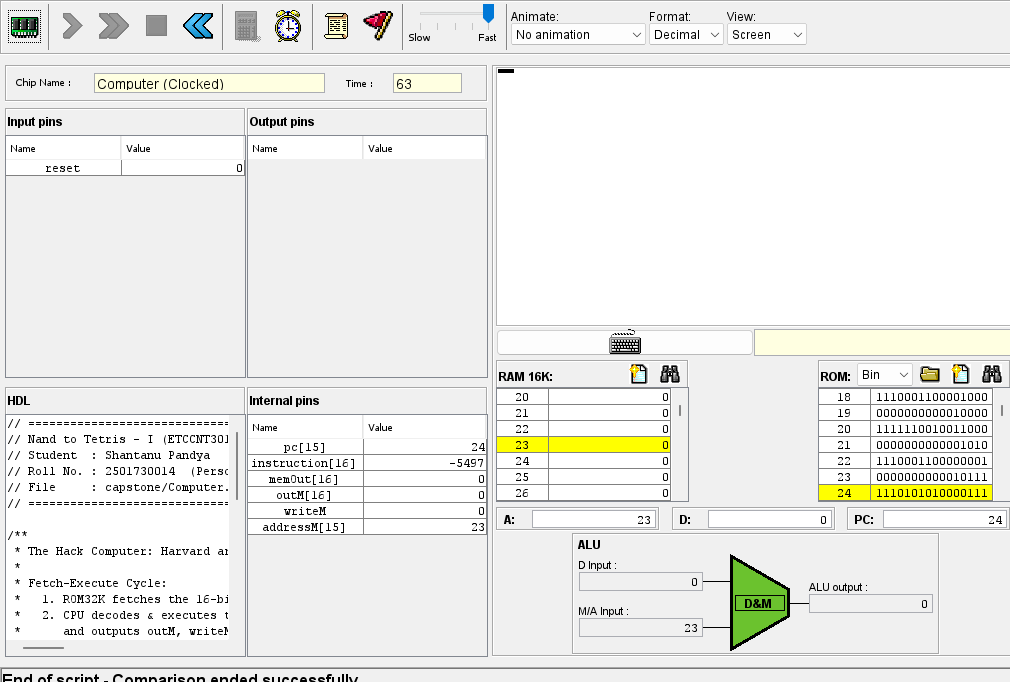 Slow
Fast
Animate:
No animation
Format:
Decimal
View:
Screen
Chip Name :
Computer (Clocked)
Time :
63
Input pins
Name
Value
reset
0
Output pins
Name
Value
HDL
// ==============================
// Nand to Tetris - I (ETCCNT301
// Student  : Shantanu Pandya
// Roll No. : 2501730014  (Perso
// File     : capstone/Computer.
// ==============================
/**
* The Hack Computer: Harvard ar
*
* Fetch-Execute Cycle:
*   1. ROM32K fetches the 16-bi
*   2. CPU decodes & executes t
*      and outputs outM, writeM
Internal pins
Name
Value
pc[15]
24
instruction[16]
-5497
memOut[16]
0
outM[16]
0
writeM
0
addressM[15]
23
RAM 16K:
20 0
21 0
22 0
23 0
24 0
25 0
26 0
ROM:
Bin
18 1110001100001000
19 0000000000010000
20 1111110010011000
21 0000000000001010
22 1110001100000001
23 0000000000010111
24 1110101010000111
A:
23
D:
0
PC:
24
ALU
D Input :
0
M/A Input :
23
D&M
ALU output :
0
End of script - Comparison ended successfully